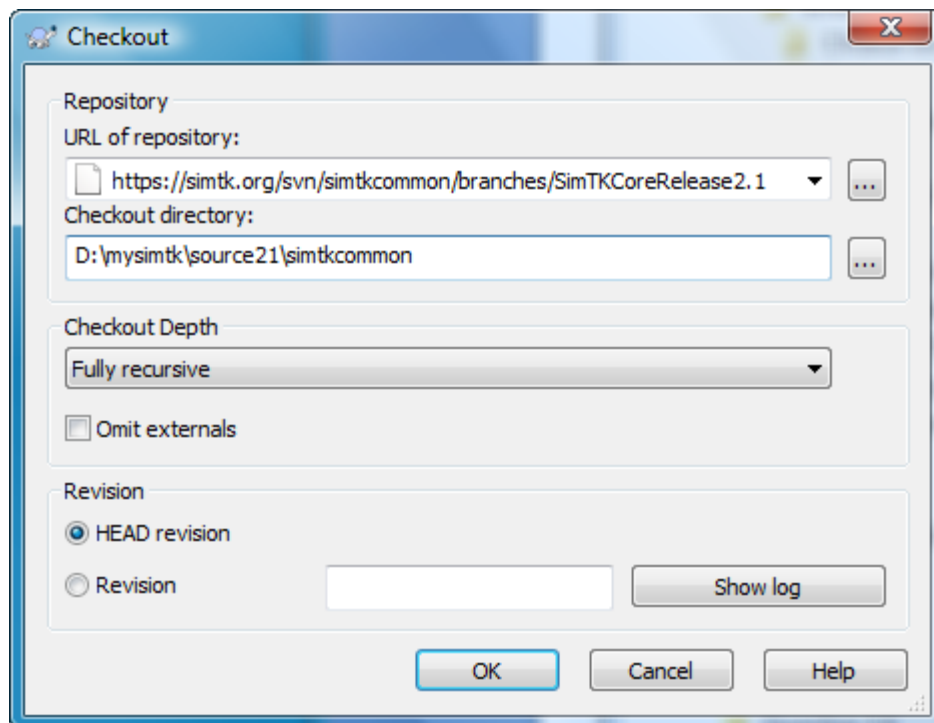 Checkout
Repository
URL of repository:
https://simtk.org/svn/simtkcommon/branches/SimTKCoreRelease2.1
...
Checkout directory:
D:\mysimtk\source21\simtkcommon
...
Checkout Depth
Fully recursive
Omit externals
Revision
HEAD revision
Revision
Show log
OK
Cancel
Help